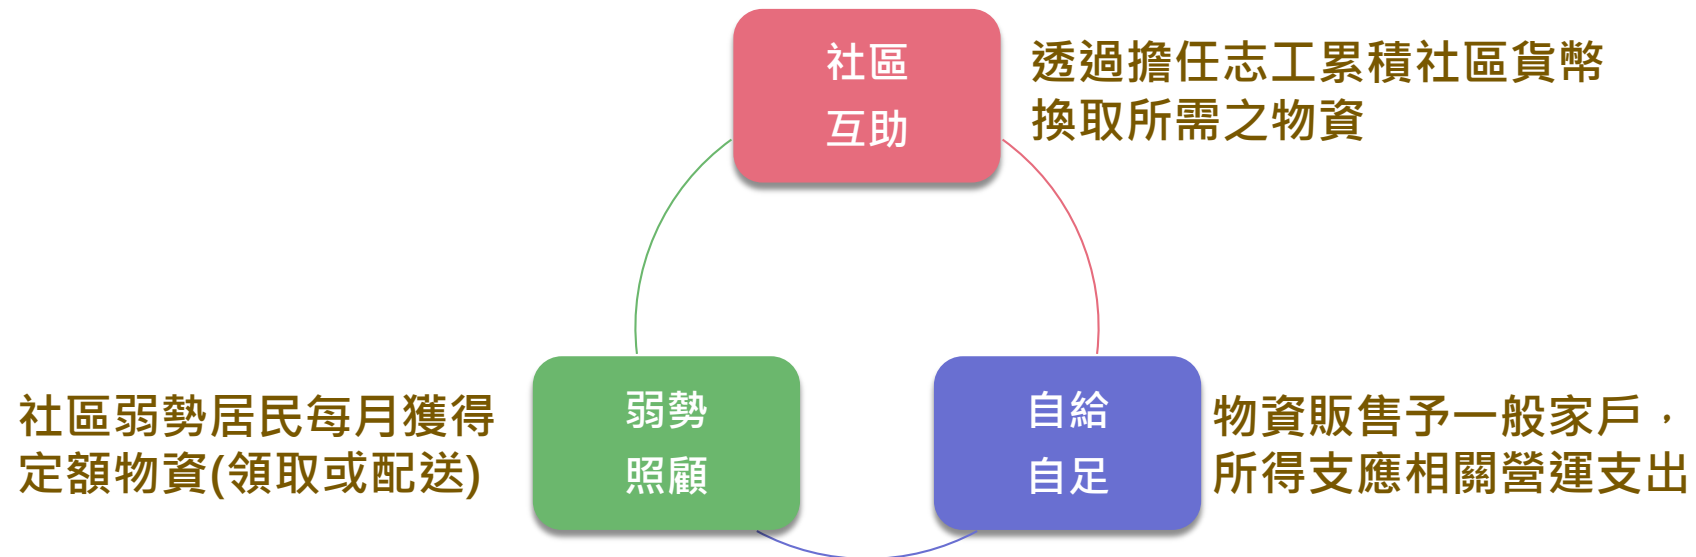 社區
互助
透過擔任志工累積社區貨幣
換取所需之物資
社區弱勢居民每月獲得
定額物資(領取或配送)
弱勢
照顧
自給
自足
物資販售予一般家戶，
所得支應相關營運支出